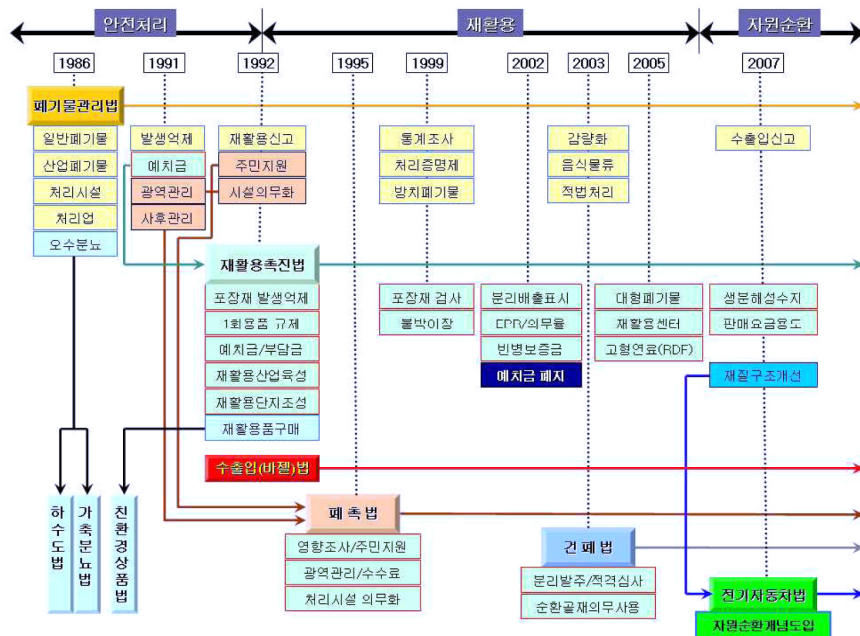 안전처리
재활용
자원순환
1986
1991
1992
1995
1999
2002
2003
2005
2007
폐기물관리법
일반폐기물
발생억제
재활용신고
통계조사
감량화
수출입신고
산업폐기물
예치금
주민지원
처리증명제
음식물류
처리시설
광역관리
시설의무화
방치폐기물
적법처리
처리업
사후관리
오수분뇨
재활용촉진법
포장재 발생억제
포장재 검사
분리배출표시
대형폐기물
생분해성수지
1회용품 규제
붙박이장
EPR/의무율
재활용센터
판매요금용도
예치금/부담금
빈병보증금
고형연료(RDF)
재활용산업육성
예치금 폐지
재질구조개선
재활용단지조성
재활용품구매
수출입(바젤)법
하수도법
가축분뇨법
친환경상품법
폐촉법
건폐법
영향조사/주민지원
광역관리/수수료
분리발주/적격심사
전기자동차법
처리시설 의무화
순환골재의무사용
자원순환개념도입